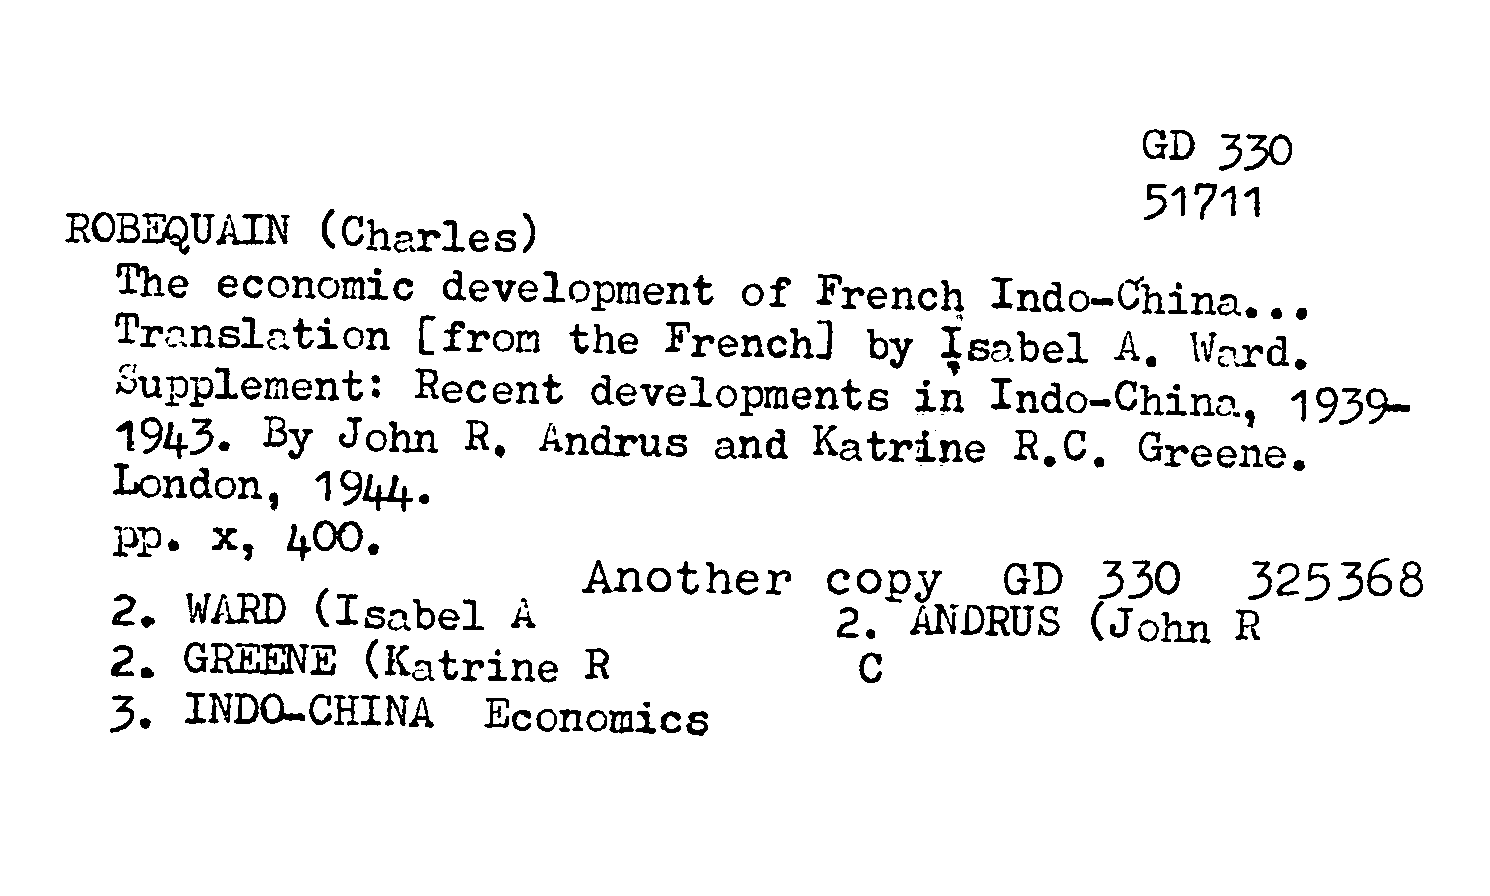 GD 330
51711
ROBEQUAIN (Charles)
The economic development of French Indo-China...
Translation [from the French] by Isabel A. Ward.
Supplement: Recent developments in Indo-China, 1939-
1943. By John R. Andrus and Katrine R.C. Greene.
London, 1944.
pp. x, 400.
Another copy GD 330 325368
2. WARD (Isabel A 2. ANDRUS (John R
2. GREENE (Katrine R C
3. INDO-CHINA Economics